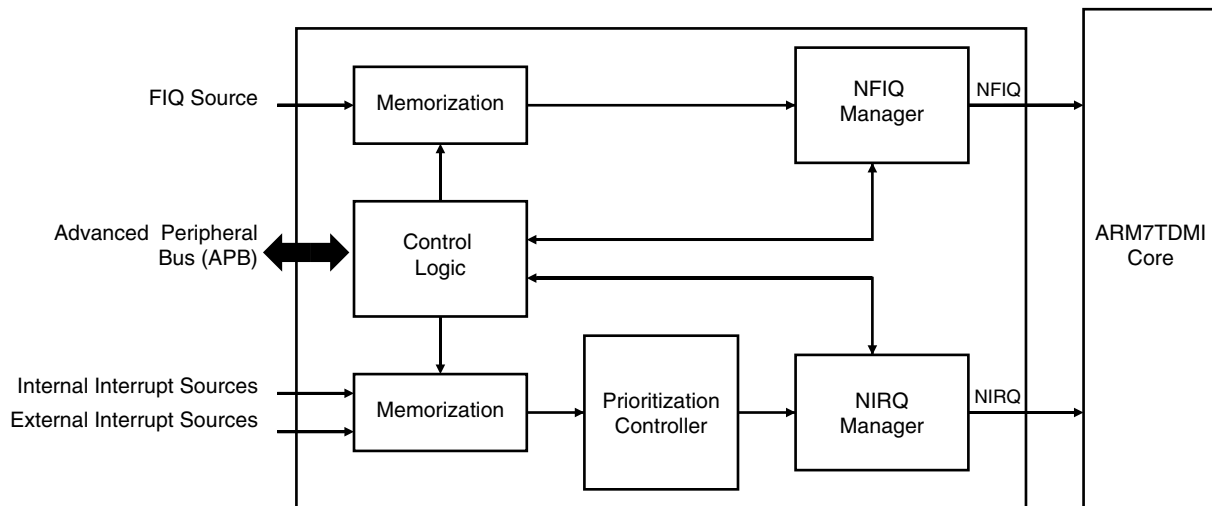 FIQ Source
Memorization
NFIQ
Manager
NFIQ
Advanced Peripheral
Bus (APB)
Control
Logic
ARM7TDMI
Core
Internal Interrupt Sources
External Interrupt Sources
Memorization
Prioritization
Controller
NIRQ
Manager
NIRQ